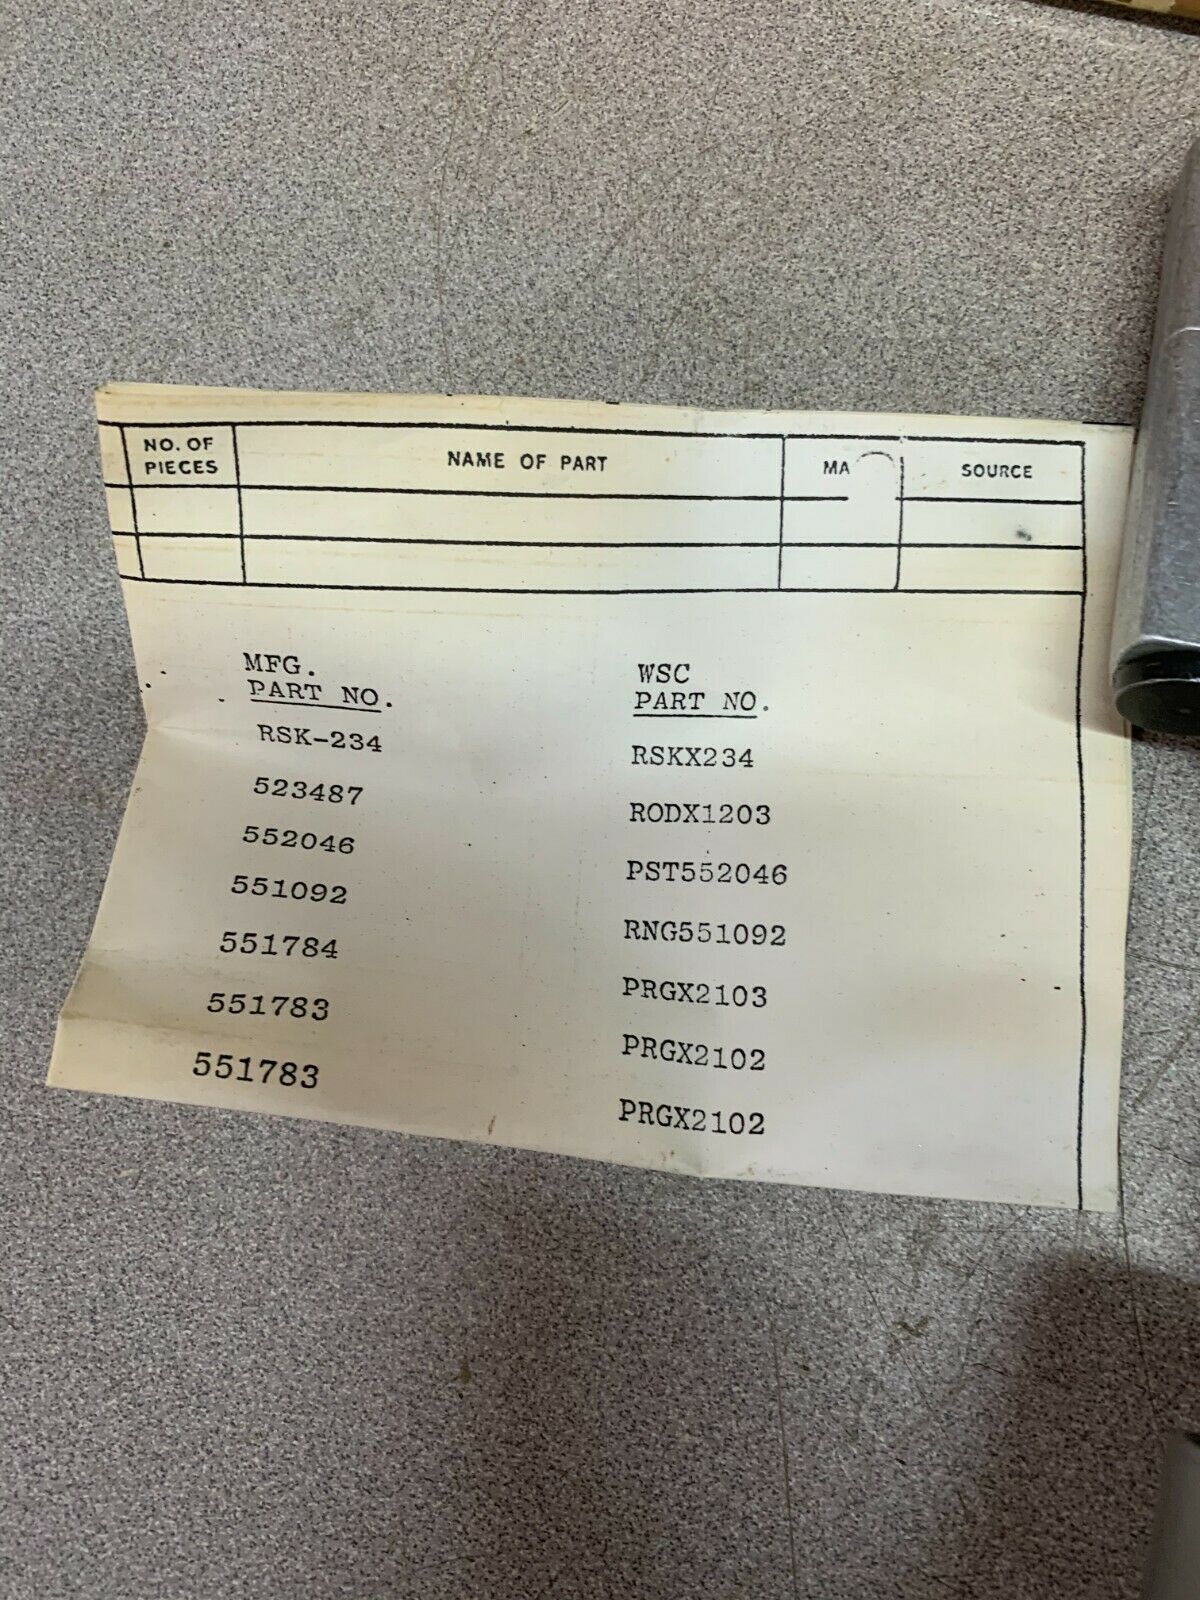 NO. OF PIECES NAME OF PART MA SOURCE
MFG. WSC
PART NO. PART NO.
RSK-234 RSKX234
523487 RODX1203
552046 PST552046
551092 RNG551092
551784 PRGX2103
551783 PRGX2102
551783 PRGX2102